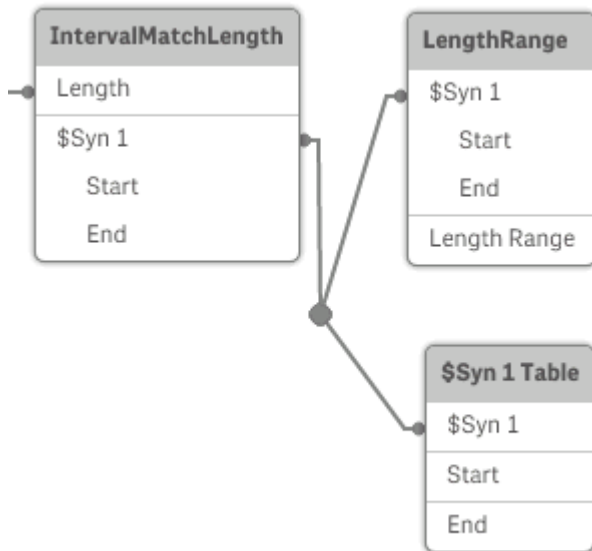 IntervalMatchLength
Length
$Syn 1
Start
End
LengthRange
$Syn 1
Start
End
Length Range
$Syn 1 Table
$Syn 1
Start
End